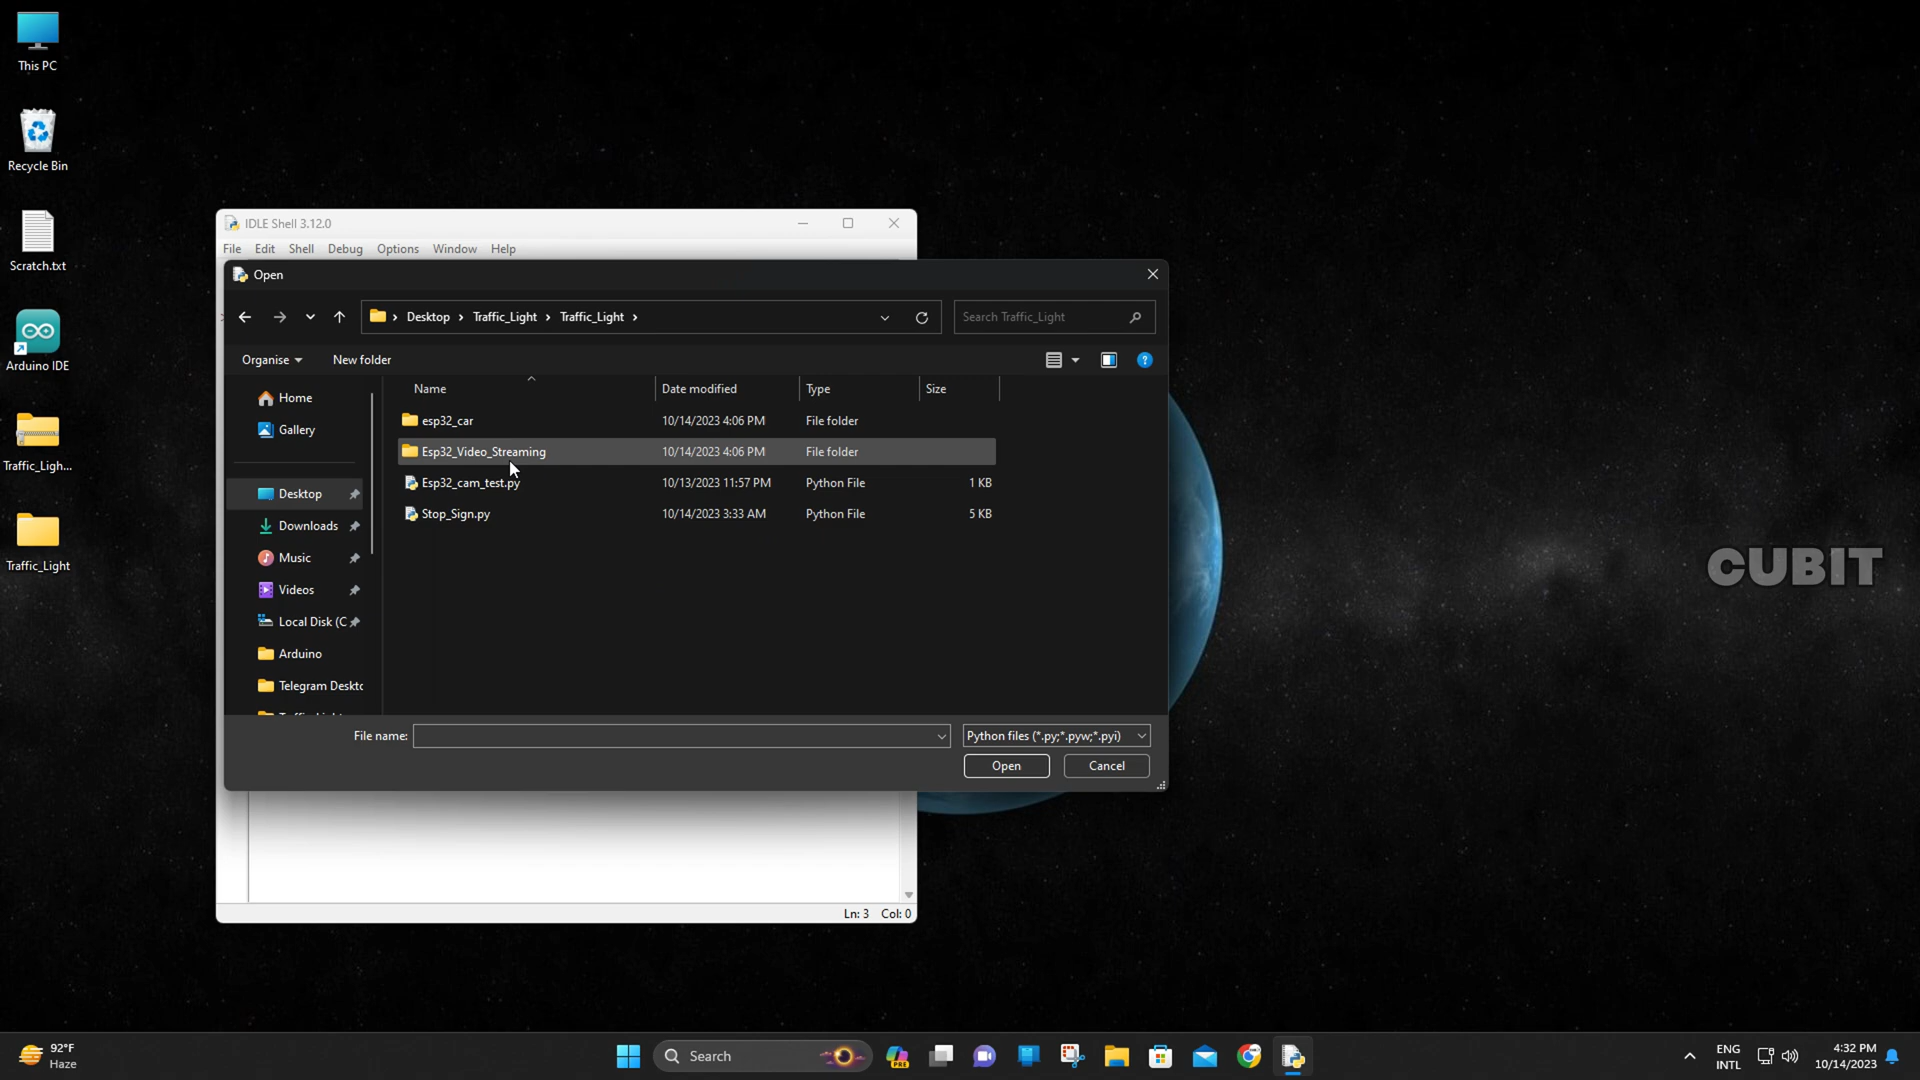 This PC
Recycle Bin
Scratch.txt
Arduino IDE
Traffic_Ligh...
Traffic_Light
IDLE Shell 3.12.0
File Edit Shell Debug Options Window Help
Open
Desktop Traffic_Light Traffic_Light
Search Traffic_Light
Organise New folder
Home
Gallery
Desktop
Downloads
Music
Videos
Local Disk (C
Arduino
Telegram Deskto
Name Date modified Type Size
esp32_car 10/14/2023 4:06 PM File folder
Esp32_Video_Streaming 10/14/2023 4:06 PM File folder
Esp32_cam_test.py 10/13/2023 11:57 PM Python File 1 KB
Stop_Sign.py 10/14/2023 3:33 AM Python File 5 KB
File name: Python files (*.py;*.pyw;*.pyi)
Open Cancel
Ln: 3 Col: 0
CUBIT
92°F
Haze
Search
PRE
ENG
INTL
4:32 PM
10/14/2023